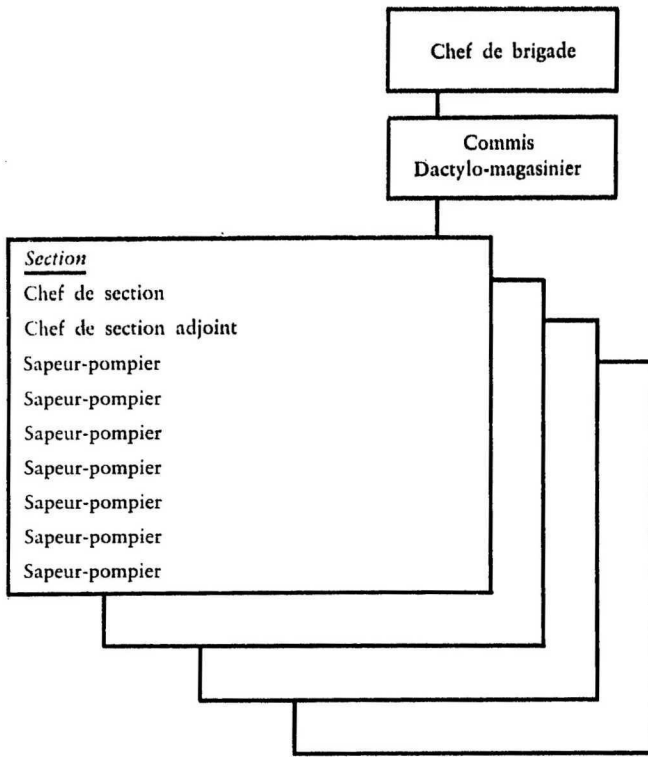 Chef de brigade
Commis
Dactylo-magasinier
Section
Chef de section
Chef de section adjoint
Sapeur-pompier
Sapeur-pompier
Sapeur-pompier
Sapeur-pompier
Sapeur-pompier
Sapeur-pompier
Sapeur-pompier